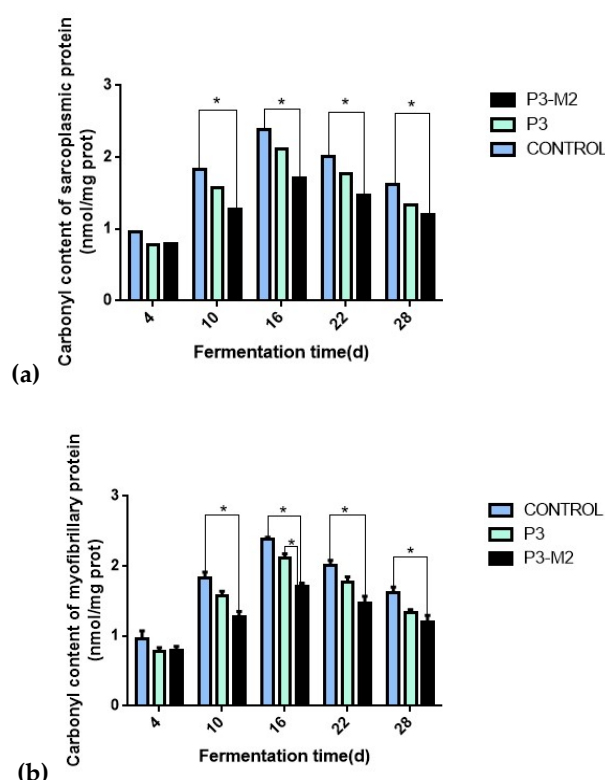 Carbonyl content of sarcoplasmic protein
(nmol/mg prot)
3
2
1
0
* * * *
4 10 16 22 28
Fermentation time(d)
P3-M2
P3
CONTROL
(a)
Carbonyl content of myofibrillary protein
(nmol/mg prot)
3
2
1
0
* * * * *
4 10 16 22 28
Fermentation time(d)
CONTROL
P3
P3-M2
(b)